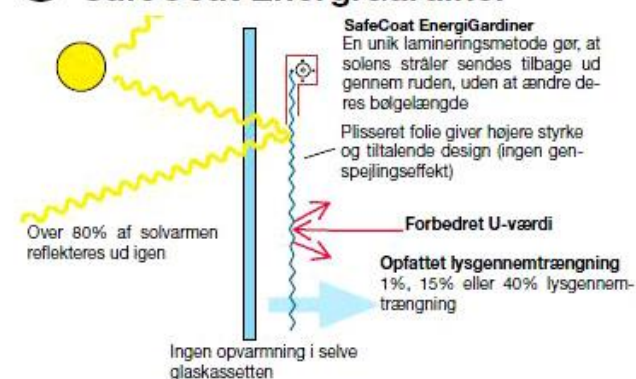 SafeCoat EnergiGardiner
SafeCoat EnergiGardiner
En unik lamineringsmetode gør, at
solens stråler sendes tilbage ud
gennem ruden, uden at ændre de-
res bølgelængde
Plisseret folie giver højere styrke
og tiltalende design (ingen gen-
spejlingseffekt)
Over 80% af solvarmen
reflekteres ud igen
Forbedret U-værdi
Opfattet lysgennemtrængning
1%, 15% eller 40% lysgennem-
trængning
Ingen opvarmning i selve
glaskassetten